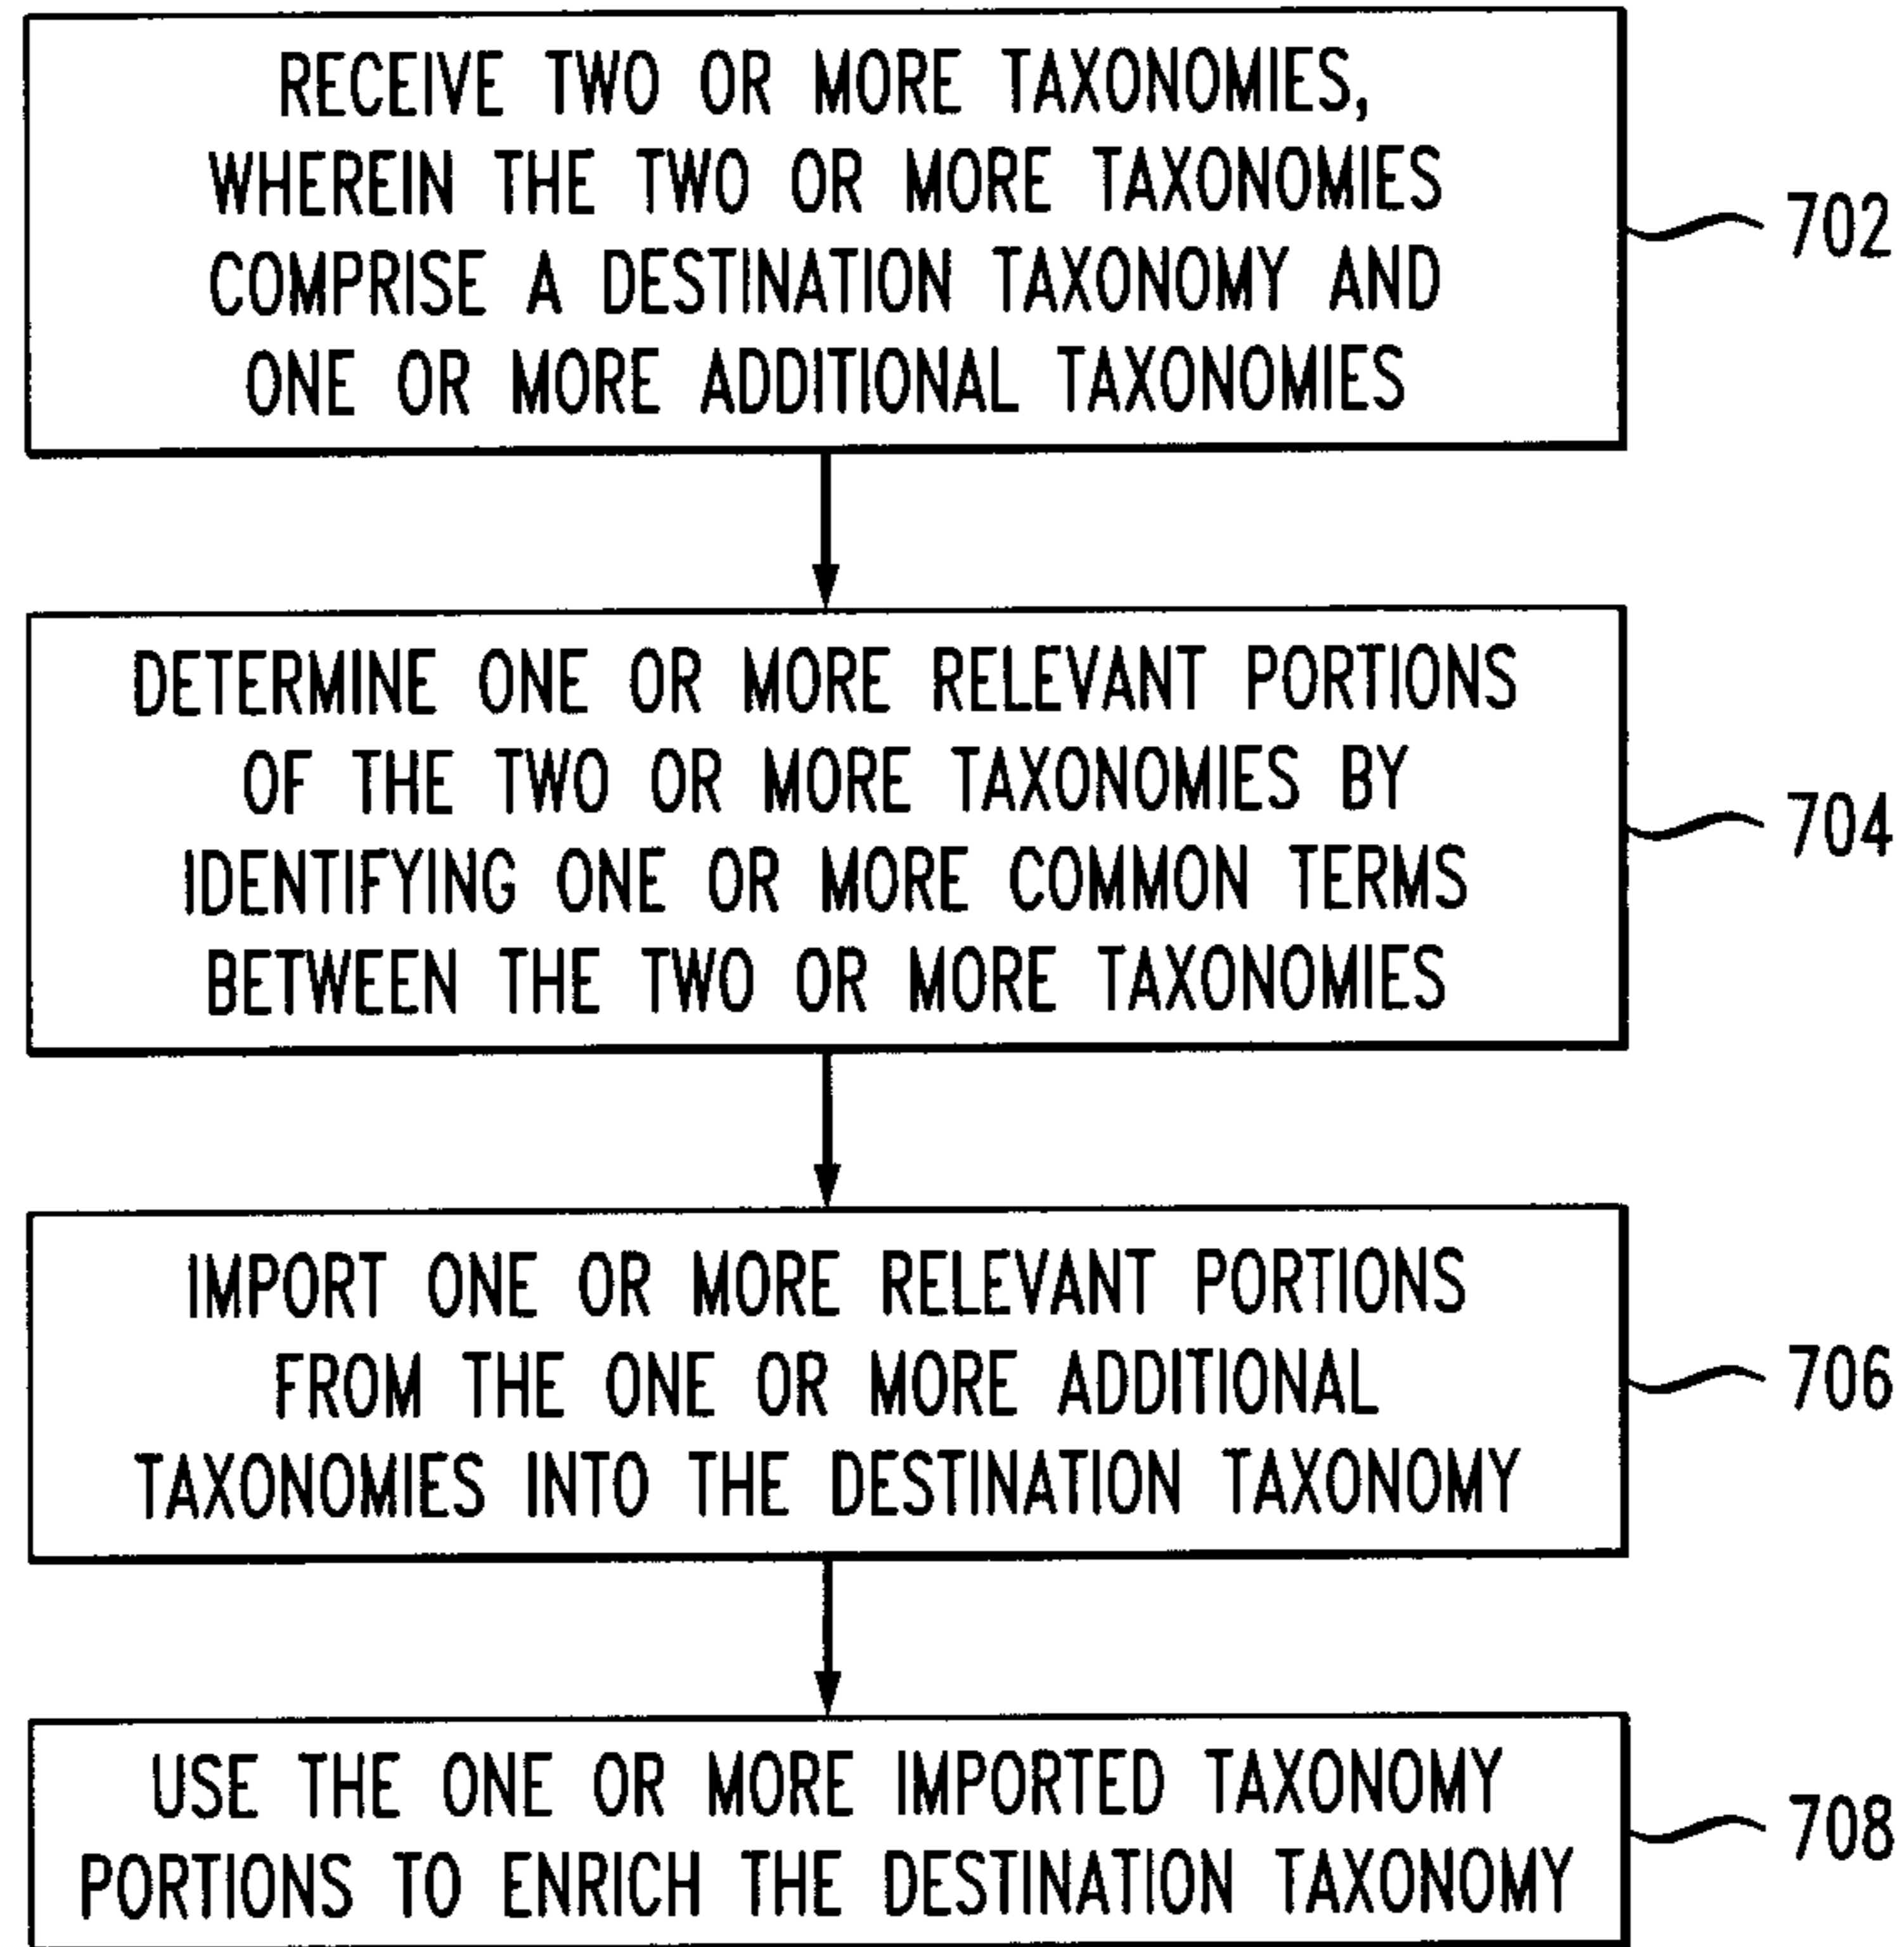 RECEIVE TWO OR MORE TAXONOMIES,
WHEREIN THE TWO OR MORE TAXONOMIES
COMPRISE A DESTINATION TAXONOMY AND
ONE OR MORE ADDITIONAL TAXONOMIES
702
DETERMINE ONE OR MORE RELEVANT PORTIONS
OF THE TWO OR MORE TAXONOMIES BY
IDENTIFYING ONE OR MORE COMMON TERMS
BETWEEN THE TWO OR MORE TAXONOMIES
704
IMPORT ONE OR MORE RELEVANT PORTIONS
FROM THE ONE OR MORE ADDITIONAL
TAXONOMIES INTO THE DESTINATION TAXONOMY
706
USE THE ONE OR MORE IMPORTED TAXONOMY
PORTIONS TO ENRICH THE DESTINATION TAXONOMY
708